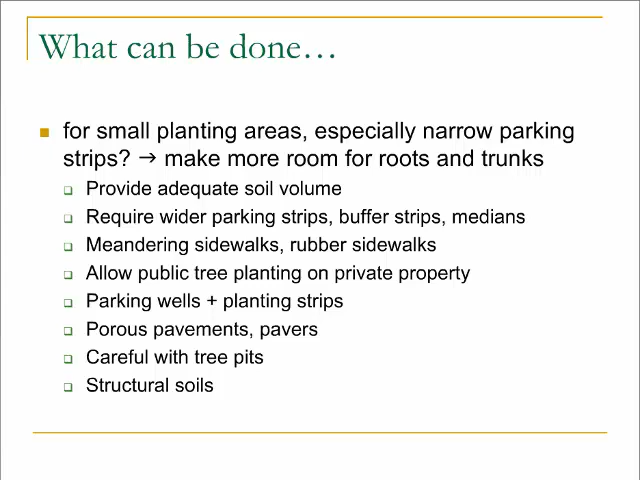 What can be done…
for small planting areas, especially narrow parking
strips? → make more room for roots and trunks
Provide adequate soil volume
Require wider parking strips, buffer strips, medians
Meandering sidewalks, rubber sidewalks
Allow public tree planting on private property
Parking wells + planting strips
Porous pavements, pavers
Careful with tree pits
Structural soils